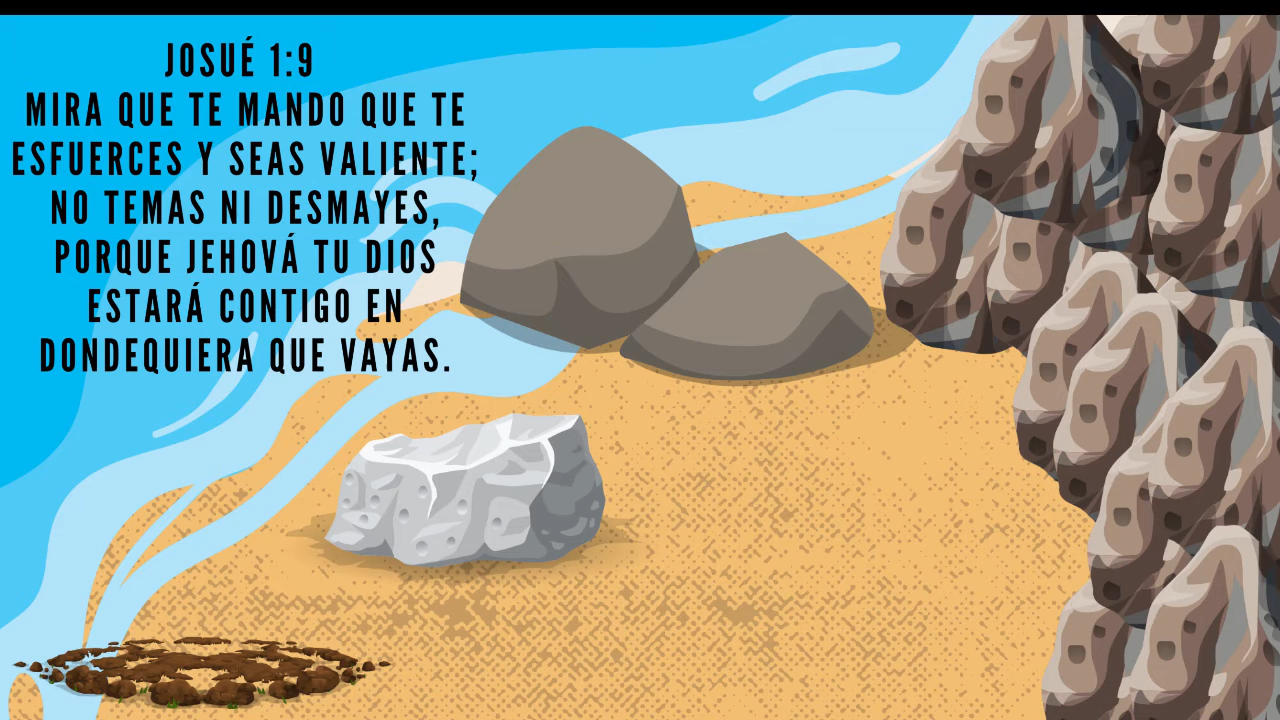 JOSUÉ 1:9
MIRA QUE TE MANDO QUE TE
ESFUERCES Y SEAS VALIENTE;
NO TEMAS NI DESMAYES,
PORQUE JEHOVÁ TU DIOS
ESTARÁ CONTIGO EN
DONDEQUIERA QUE VAYAS.